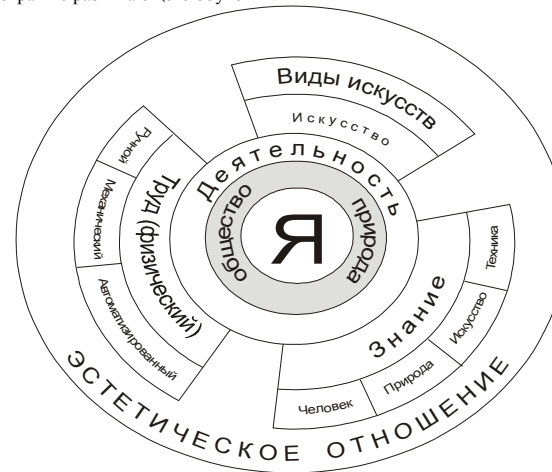 Виды искусств
Искусство
Деятельность
общество
природа
Я
Труд (физический)
Ручной
Механический
Автоматизированный
Знание
Техника
Искусство
Природа
Человек
ЭСТЕТИЧЕСКОЕ ОТНОШЕНИЕ